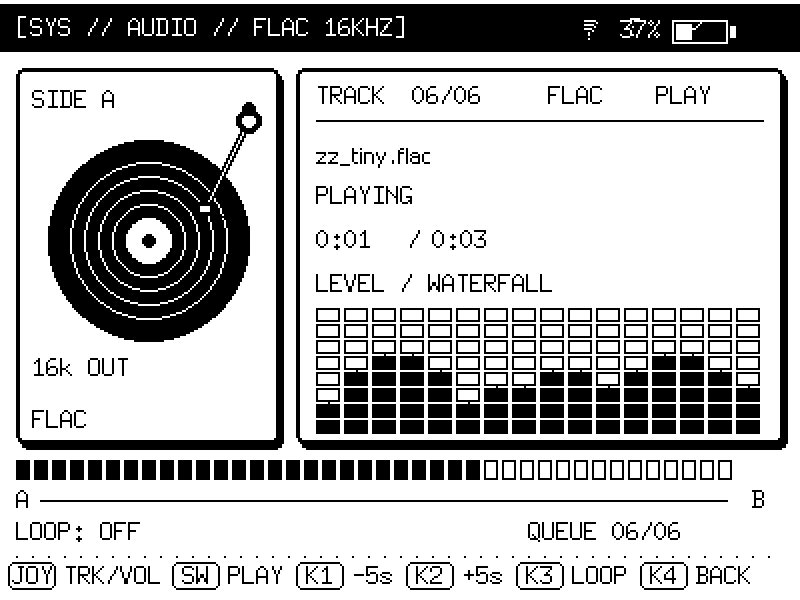 [SYS // AUDIO // FLAC 16KHZ] 37%
SIDE A
16k OUT
FLAC
TRACK 06/06 FLAC PLAY
zz_tiny.flac
PLAYING
0:01 / 0:03
LEVEL / WATERFALL
A B
LOOP: OFF QUEUE 06/06
JOY TRK/VOL SW PLAY K1 -5s K2 +5s K3 LOOP K4 BACK